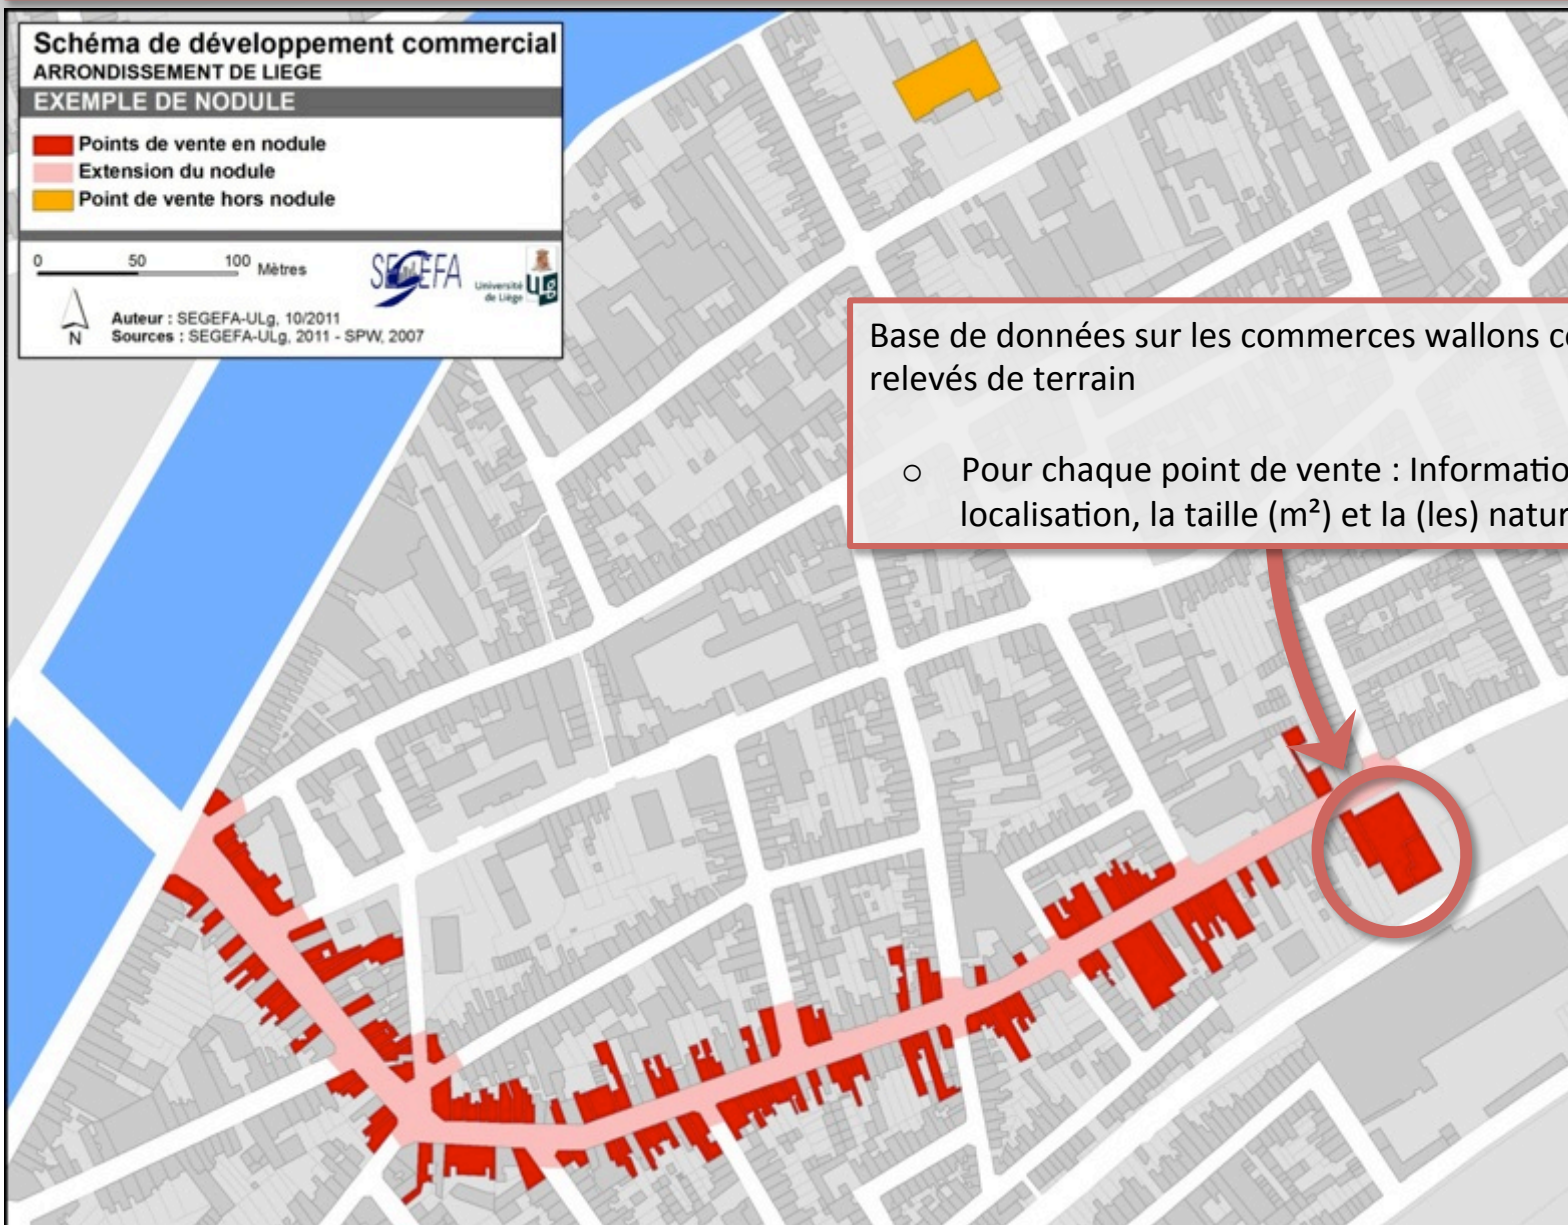 Schéma de développement commercial
ARRONDISSEMENT DE LIEGE
EXEMPLE DE NODULE
Points de vente en nodule
Extension du nodule
Point de vente hors nodule
0 50 100 Mètres
SEGEFA
Université de Liège
ULg
N
Auteur : SEGEFA-ULg, 10/2011
Sources : SEGEFA-ULg, 2011 - SPW, 2007
Base de données sur les commerces wallons
relevés de terrain
o Pour chaque point de vente : Informatio
localisation, la taille (m²) et la (les) natur